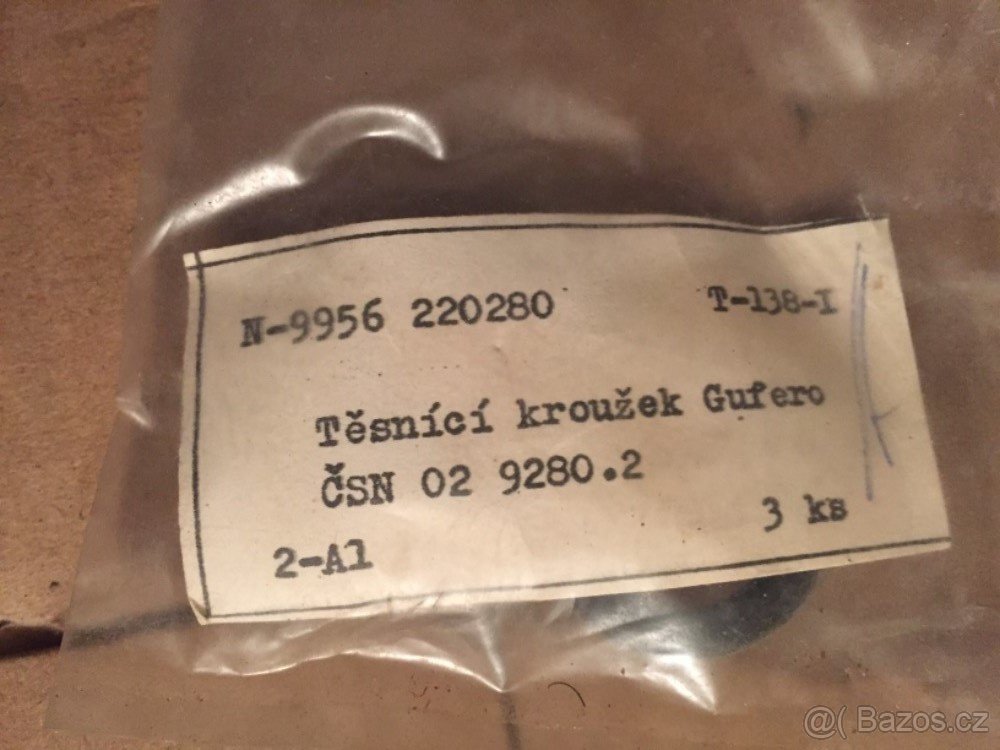 N-9956 220280 T-138-I
Těsnící kroužek Gufero
ČSN 02 9280.2
3 ks
2-A1
@( Bazos.cz